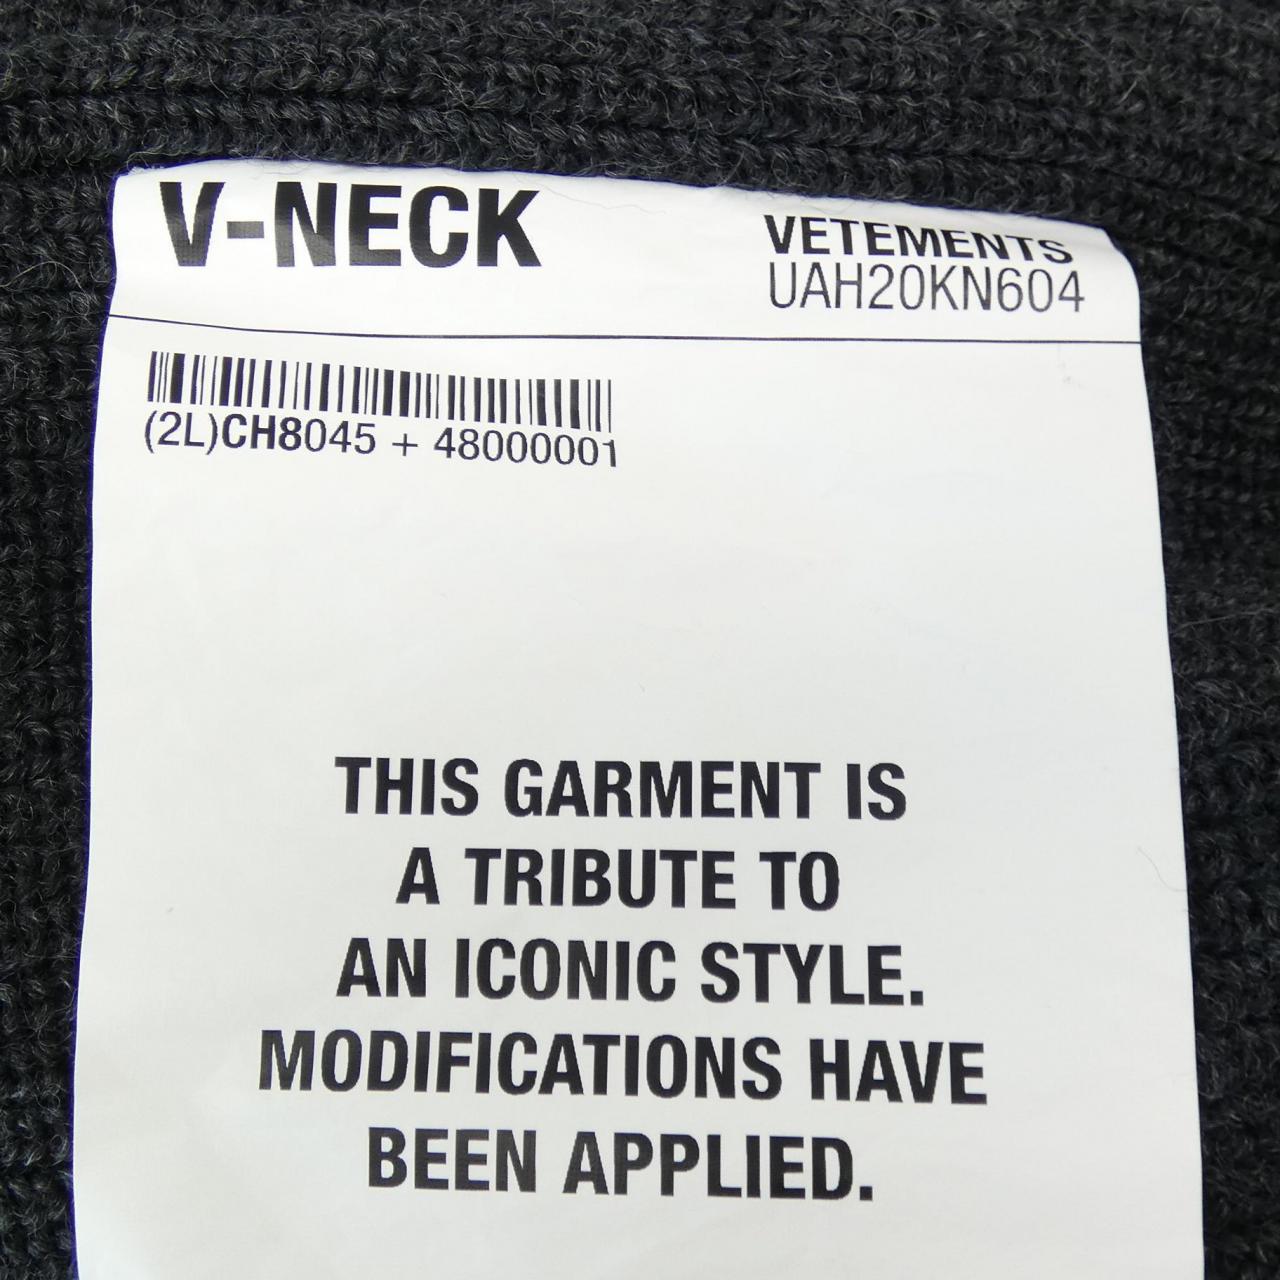 V-NECK
VETEMENTS
UAH20KN604
(2L)CH8045 + 48000001
THIS GARMENT IS
A TRIBUTE TO
AN ICONIC STYLE.
MODIFICATIONS HAVE
BEEN APPLIED.